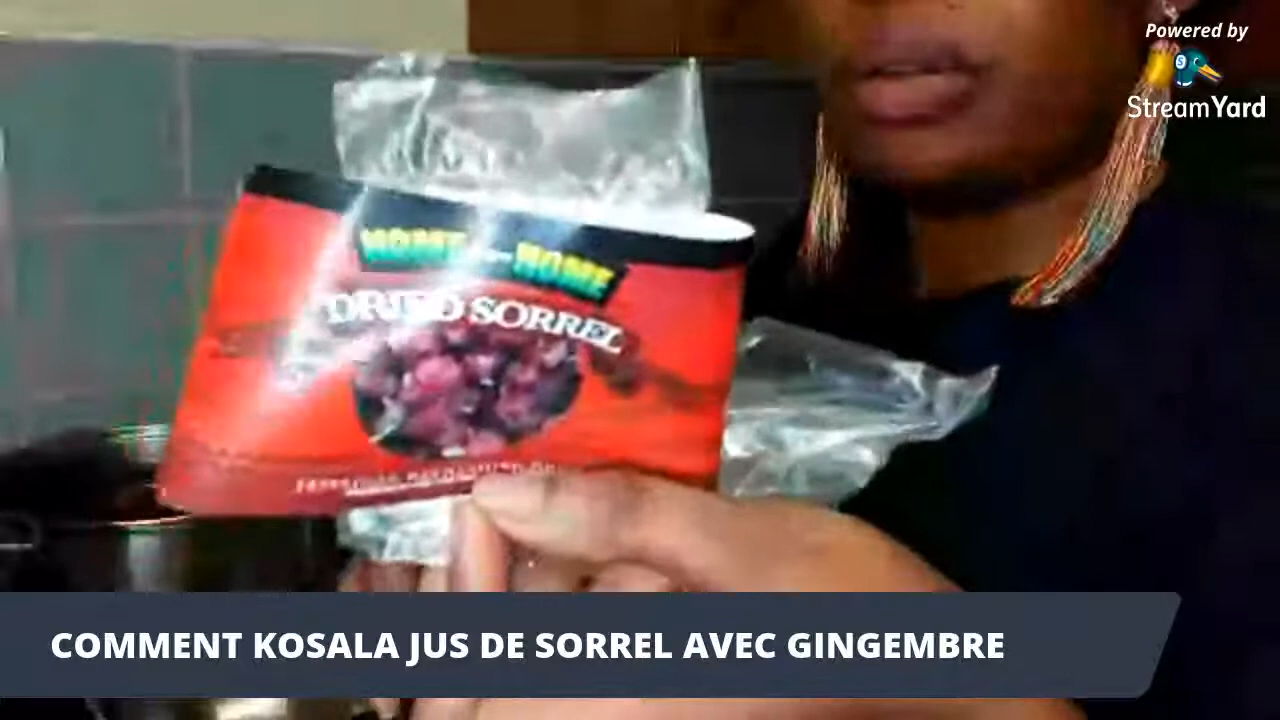 Powered by
StreamYard
HOME HOME
DRIED SORREL
COMMENT KOSALA JUS DE SORREL AVEC GINGEMBRE